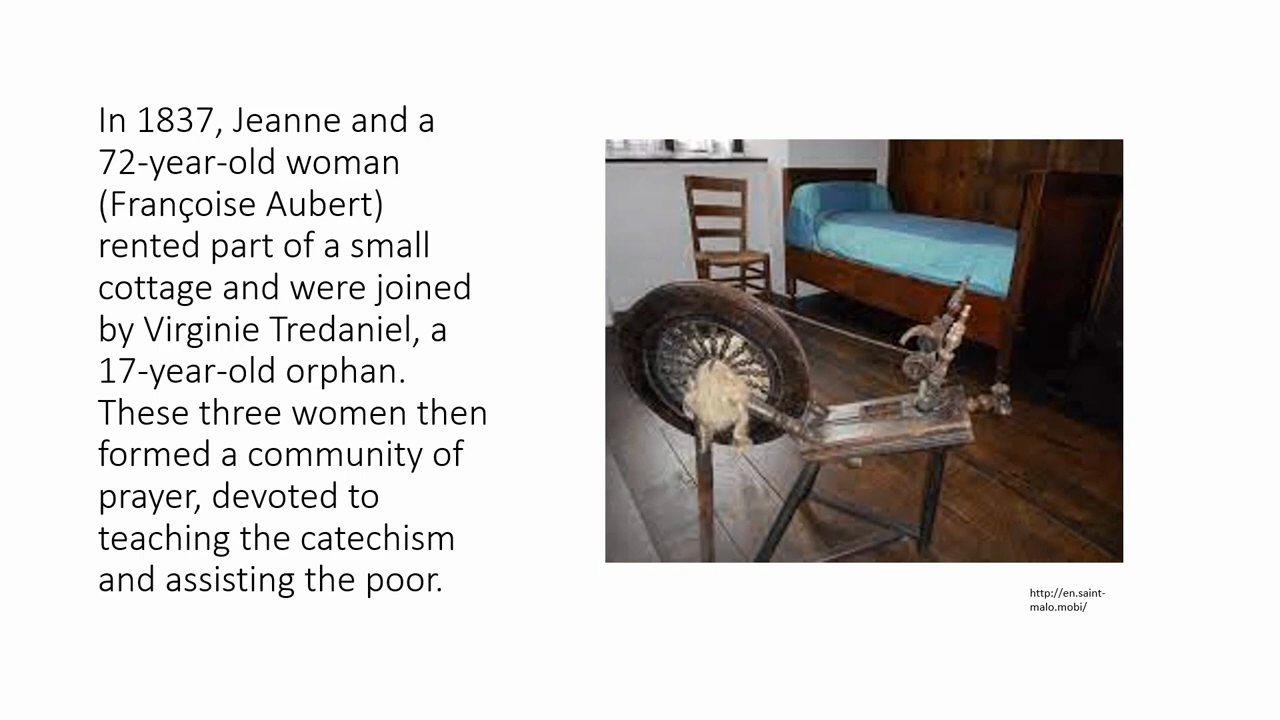 In 1837, Jeanne and a
72-year-old woman
(Françoise Aubert)
rented part of a small
cottage and were joined
by Virginie Tredaniel, a
17-year-old orphan.
These three women then
formed a community of
prayer, devoted to
teaching the catechism
and assisting the poor.
http://en.saint-
malo.mobi/